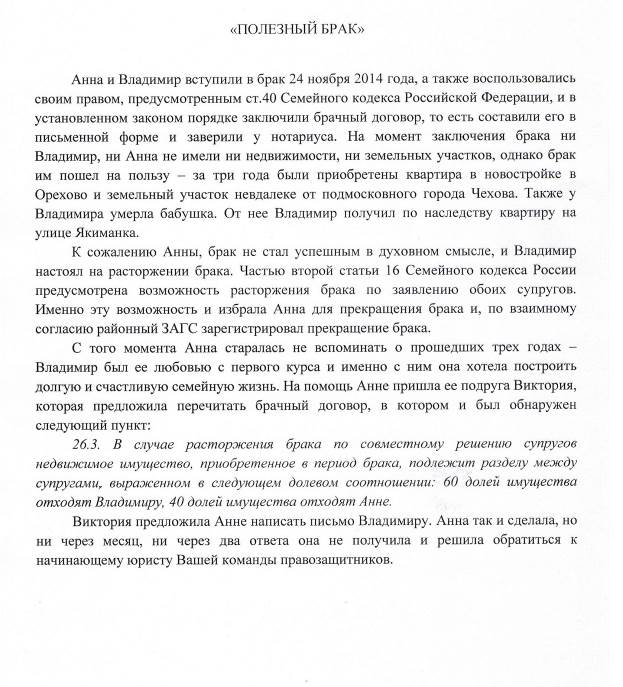 «ПОЛЕЗНЫЙ БРАК»
Анна и Владимир вступили в брак 24 ноября 2014 года, а также воспользовались
своим правом, предусмотренным ст.40 Семейного кодекса Российской Федерации, и в
установленном законом порядке заключили брачный договор, то есть составили его в
письменной форме и заверили у нотариуса. На момент заключения брака ни
Владимир, ни Анна не имели ни недвижимости, ни земельных участков, однако брак
им пошел на пользу – за три года были приобретены квартира в новостройке в
Орехово и земельный участок невдалеке от подмосковного города Чехова. Также у
Владимира умерла бабушка. От нее Владимир получил по наследству квартиру на
улице Якиманка.
К сожалению Анны, брак не стал успешным в духовном смысле, и Владимир
настоял на расторжении брака. Частью второй статьи 16 Семейного кодекса России
предусмотрена возможность расторжения брака по заявлению обоих супругов.
Именно эту возможность и избрала Анна для прекращения брака и, по взаимному
согласию районный ЗАГС зарегистрировал прекращение брака.
С того момента Анна старалась не вспоминать о прошедших трех годах –
Владимир был ее любовью с первого курса и именно с ним она хотела построить
долгую и счастливую семейную жизнь. На помощь Анне пришла ее подруга Виктория,
которая предложила перечитать брачный договор, в котором и был обнаружен
следующий пункт:
26.3. В случае расторжения брака по совместному решению супругов
недвижимое имущество, приобретенное в период брака, подлежит разделу между
супругами, выраженном в следующем долевом соотношении: 60 долей имущества
отходят Владимиру, 40 долей имущества отходят Анне.
Виктория предложила Анне написать письмо Владимиру. Анна так и сделала, но
ни через месяц, ни через два ответа она не получила и решила обратиться к
начинающему юристу Вашей команды правозащитников.